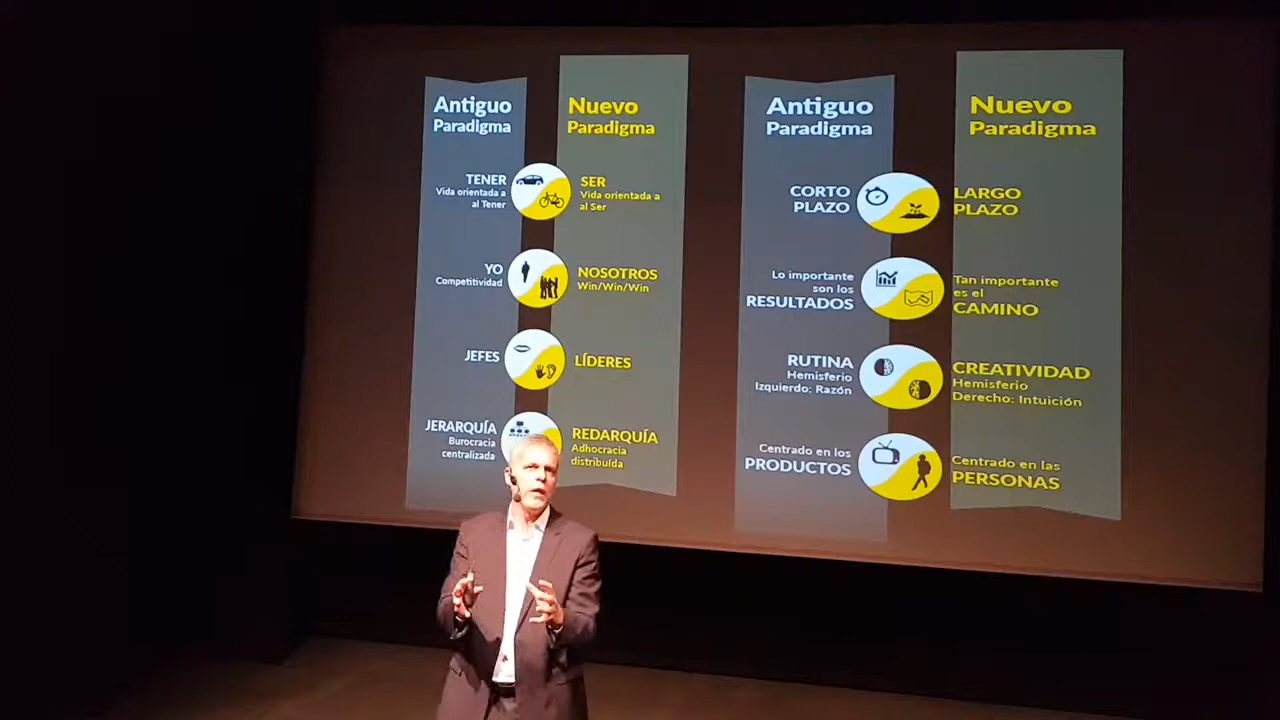 Antiguo
Paradigma
Nuevo
Paradigma
TENER
Vida orientada a
al Tener
SER
Vida orientada a
al Ser
YO
Competitividad
NOSOTROS
Win/Win/Win
JEFES
LÍDERES
JERARQUÍA
Burocracia
centralizada
REDARQUÍA
Adhocracia
distribuída
Antiguo
Paradigma
Nuevo
Paradigma
CORTO
PLAZO
LARGO
PLAZO
Lo importante
son los
RESULTADOS
Tan importante
es el
CAMINO
RUTINA
Hemisferio
Izquierdo: Razón
CREATIVIDAD
Hemisferio
Derecho: Intuición
Centrado en los
PRODUCTOS
Centrado en las
PERSONAS